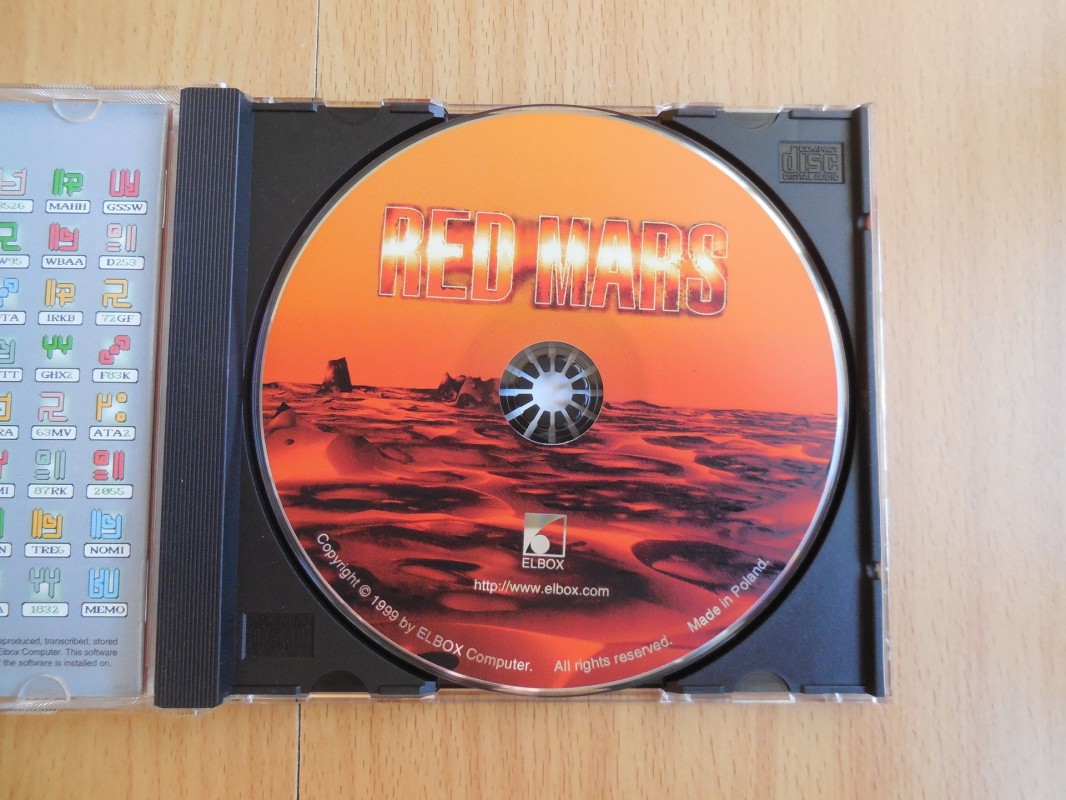 MAHH
GSSW
WBAA
D253
IRKB
72GF
GHX2
F83K
63MV
ATA2
87RK
2055
TRE6
NOMI
1832
MEMO
eproduced, transcribed, stored
Elbox Computer. This software
the software is installed on.
COMPACT
disc
DIGITAL AUDIO
RED MARS
ELBOX
http://www.elbox.com
Copyright © 1999 by ELBOX Computer. All rights reserved. Made in Poland.